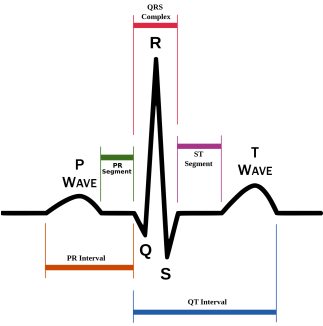 QRS
Complex
R
P
WAVE
PR
Segment
ST
Segment
T
WAVE
Q
S
PR Interval
QT Interval